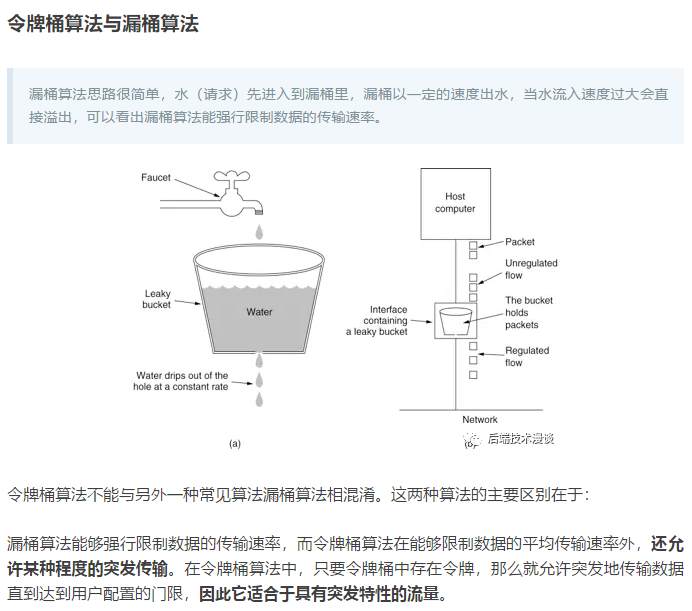 令牌桶算法与漏桶算法
漏桶算法思路很简单，水（请求）先进入到漏桶里，漏桶以一定的速度出水，当水流入速度过大会直
接溢出，可以看出漏桶算法能强行限制数据的传输速率。
Faucet
Leaky
bucket
Water
Water drips out of the
hole at a constant rate
(a)
Host
computer
Packet
Unregulated
flow
Interface
containing
a leaky bucket
The bucket
holds
packets
Regulated
flow
Network
(b)
后端技术漫谈
令牌桶算法不能与另外一种常见算法漏桶算法相混淆。这两种算法的主要区别在于：
漏桶算法能够强行限制数据的传输速率，而令牌桶算法在能够限制数据的平均传输速率外，还允
许某种程度的突发传输。在令牌桶算法中，只要令牌桶中存在令牌，那么就允许突发地传输数据
直到达到用户配置的门限，因此它适合于具有突发特性的流量。